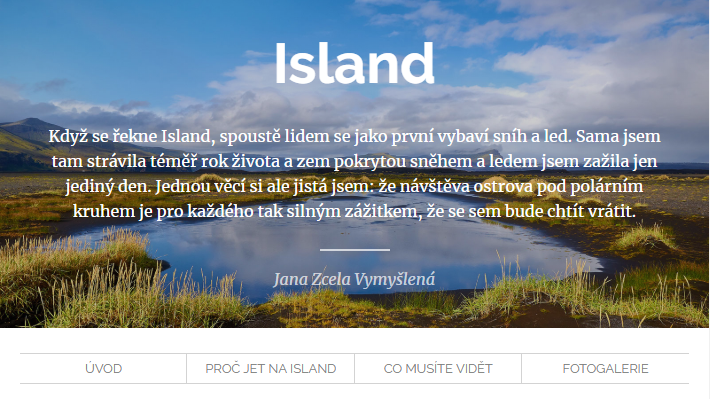 Island
Když se řekne Island, spoustě lidem se jako první vybaví sníh a led. Sama jsem
tam strávila téměř rok života a zem pokrytou sněhem a ledem jsem zažila jen
jediný den. Jednou věcí si ale jistá jsem: že návštěva ostrova pod polárním
kruhem je pro každého tak silným zážitkem, že se sem bude chtít vrátit.
Jana Zcela Vymyšlená
ÚVOD
PROČ JET NA ISLAND
CO MUSÍTE VIDĚT
FOTOGALERIE